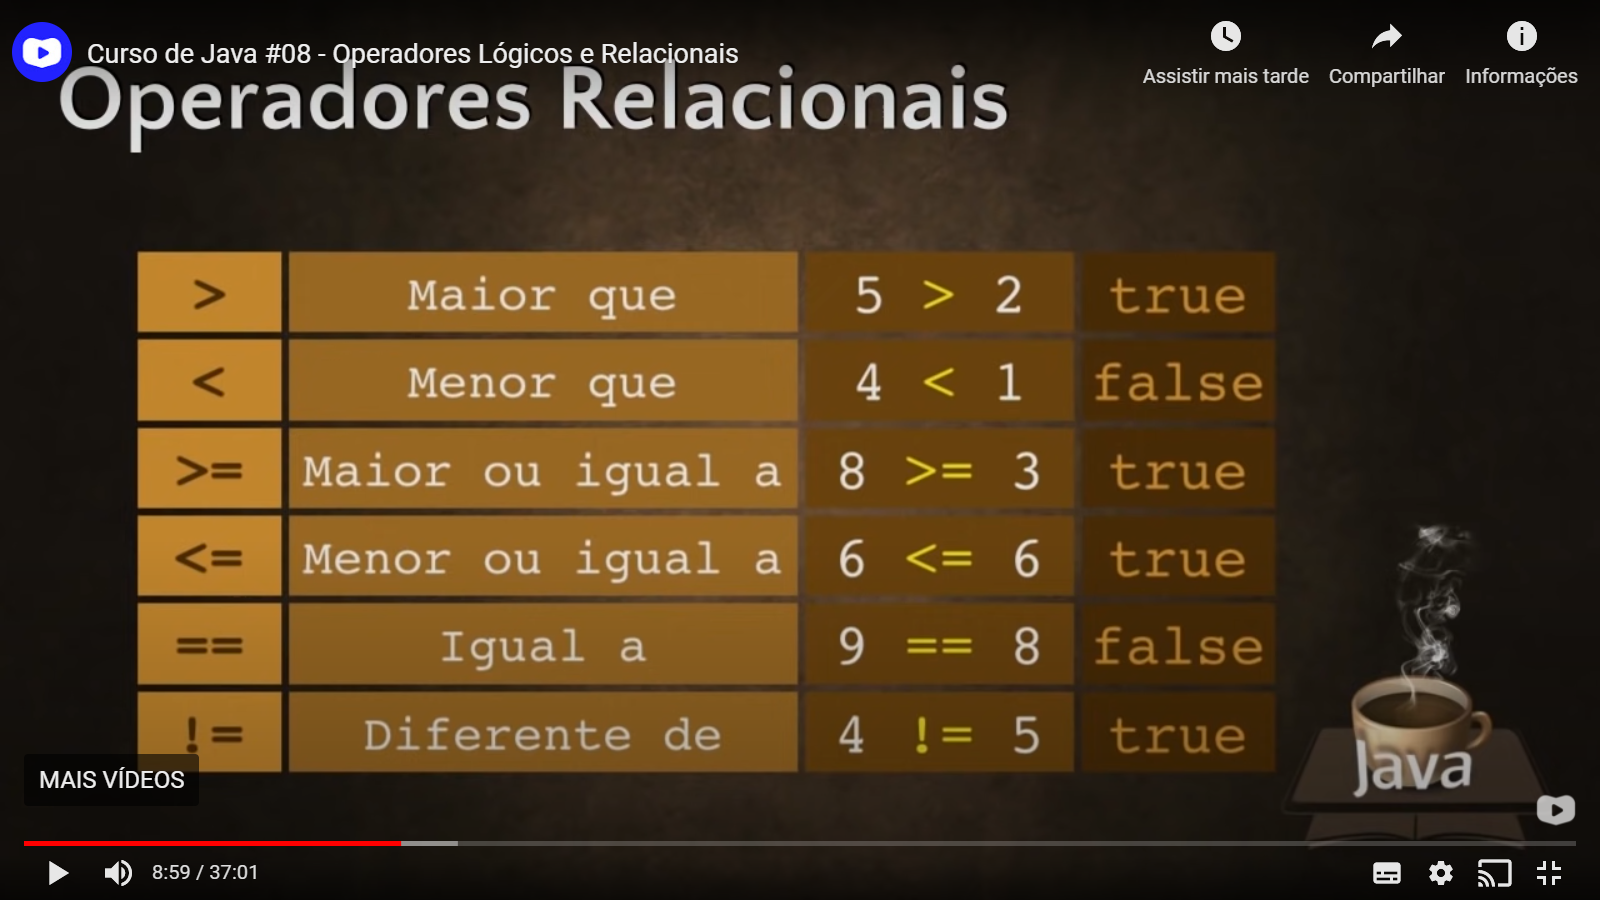 Curso de Java #08 - Operadores Lógicos e Relacionais
Assistir mais tarde
Compartilhar
Informações
Operadores Relacionais
> Maior que 5 > 2 true
< Menor que 4 < 1 false
>= Maior ou igual a 8 >= 3 true
<= Menor ou igual a 6 <= 6 true
== Igual a 9 == 8 false
!= Diferente de 4 != 5 true
Java
MAIS VÍDEOS
8:59 / 37:01